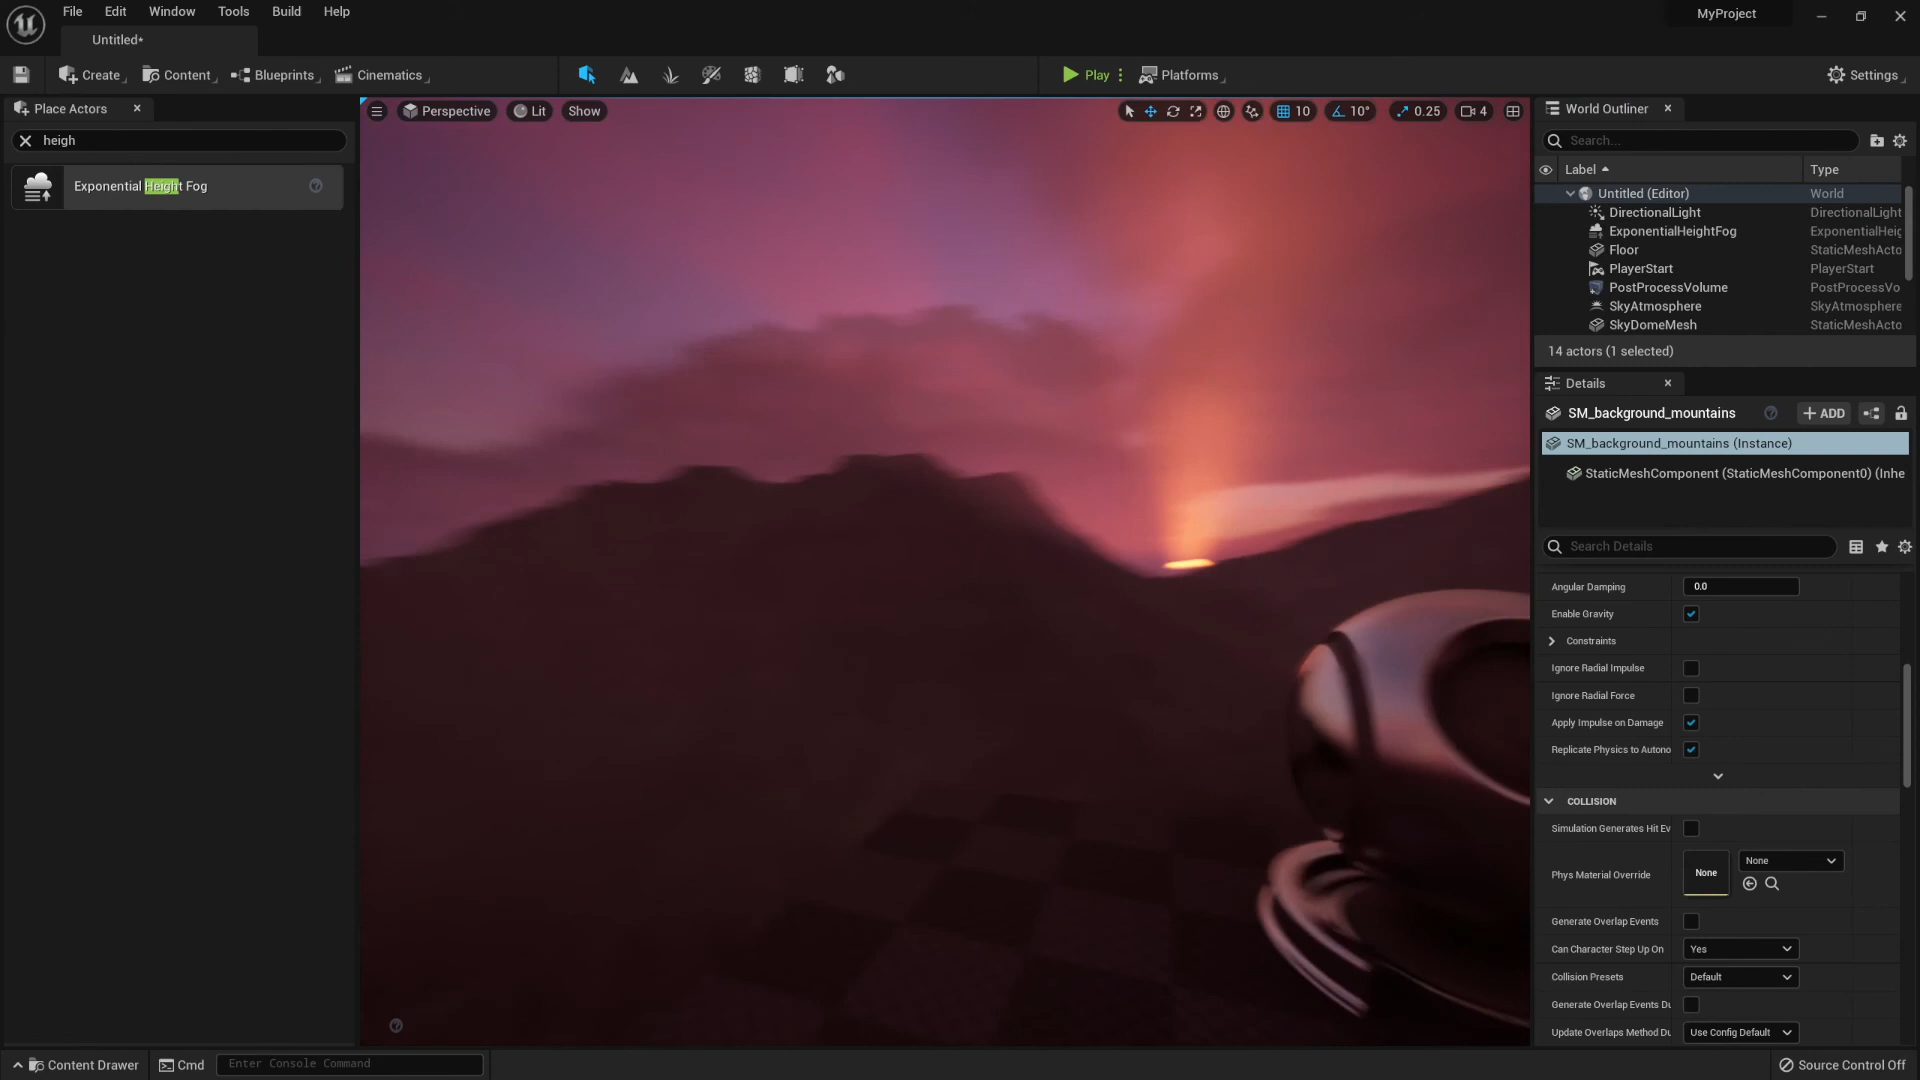 File Edit Window Tools Build Help
MyProject
Untitled*
Create Content Blueprints Cinematics
Play Platforms
Settings
Place Actors
heigh
Exponential Height Fog
Perspective Lit Show
10 10° 0.25 4
World Outliner
Search...
Label Type
Untitled (Editor) World
DirectionalLight DirectionalLight
ExponentialHeightFog ExponentialHeig
Floor StaticMeshActo
PlayerStart PlayerStart
PostProcessVolume PostProcessVo
SkyAtmosphere SkyAtmosphere
SkyDomeMesh StaticMeshActo
14 actors (1 selected)
Details
SM_background_mountains
ADD
SM_background_mountains (Instance)
StaticMeshComponent (StaticMeshComponent0) (Inhe
Search Details
Angular Damping 0.0
Enable Gravity
Constraints
Ignore Radial Impulse
Ignore Radial Force
Apply Impulse on Damage
Replicate Physics to Autono
COLLISION
Simulation Generates Hit Ev
Phys Material Override None None
Generate Overlap Events
Can Character Step Up On Yes
Collision Presets Default
Generate Overlap Events Du
Update Overlaps Method Du Use Config Default
Content Drawer Cmd Enter Console Command
Source Control Off